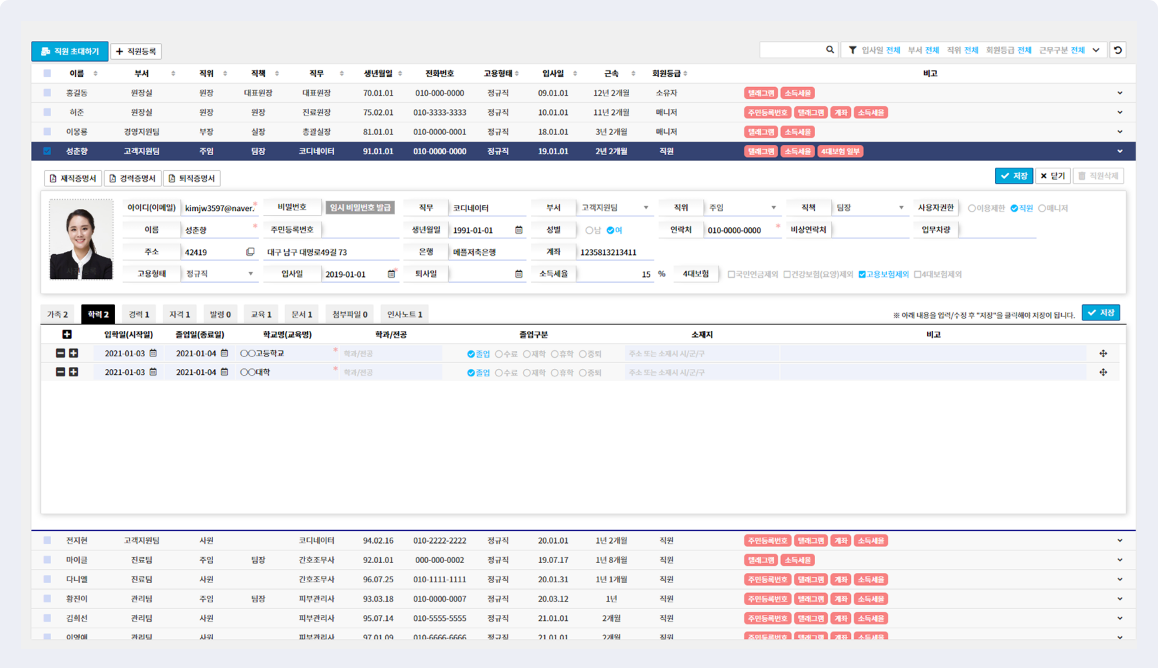 직원 초대하기 + 직원등록 입사일 전체 부서 전체 직위 전체 회원등급 전체 근무구분 전체
이름 부서 직위 직책 직무 생년월일 전화번호 고용형태 입사일 근속 회원등급 비고
홍길동 원장실 원장 대표원장 대표원장 70.01.01 010-000-0000 정규직 09.01.01 12년 2개월 소유자 텔래그램 소득세율
허준 원장실 원장 원장 진료원장 75.02.01 010-3333-3333 정규직 10.01.01 11년 2개월 매니저 주민등록번호 텔래그램 계좌 소득세율
이몽룡 경영지원팀 부장 실장 총괄실장 81.01.01 010-0000-0001 정규직 18.01.01 3년 2개월 매니저 텔래그램 소득세율
성춘향 고객지원팀 주임 팀장 코디네이터 91.01.01 010-0000-0000 정규직 19.01.01 2년 2개월 직원 텔래그램 소득세율 4대보험 일부
재직증명서 경력증명서 퇴직증명서 저장 닫기 직원삭제
아이디(이메일) kimjw3597@naver. * 비밀번호 임시 비밀번호 발급 직무 코디네이터 부서 고객지원팀 직위 주임 직책 팀장 사용자권한 이용제한 직원 매니저
이름 성춘향 * 주민등록번호 생년월일 1991-01-01 성별 남 여 연락처 010-0000-0000 * 비상연락처 업무차량
주소 42419 대구 남구 대명로49길 73 은행 메플저축은행 계좌 1235813213411
고용형태 정규직 입사일 2019-01-01 * 퇴사일 소득세율 15 % 4대보험 국민연금제외 건강보험(요양)제외 고용보험제외 4대보험제외
가족 2 학력 2 경력 1 자격 1 발령 0 교육 1 문서 1 첨부파일 0 인사노트 1 ※ 아래 내용을 입력/수정 후 "저장"을 클릭해야 저장이 됩니다. 저장
입학일(시작일) 졸업일(종료일) 학교명(교육명) 학과/전공 졸업구분 소재지 비고
2021-01-03 2021-01-04 ○○고등학교 * 학과/전공 졸업 수료 재학 휴학 중퇴 주소 또는 소재지 시/군/구
2021-01-03 2021-01-04 ○○대학 * 학과/전공 졸업 수료 재학 휴학 중퇴 주소 또는 소재지 시/군/구
전지현 고객지원팀 사원 코디네이터 94.02.16 010-2222-2222 정규직 20.01.01 1년 2개월 직원 주민등록번호 텔래그램 계좌 소득세율
마이클 진료팀 주임 팀장 간호조무사 92.01.01 000-000-0002 정규직 19.07.17 1년 8개월 직원 텔래그램 소득세율
다니엘 진료팀 사원 간호조무사 96.07.25 010-1111-1111 정규직 20.01.31 1년 1개월 직원 주민등록번호 텔래그램 계좌 소득세율
황진이 관리팀 주임 팀장 피부관리사 93.03.18 010-0000-0007 정규직 20.03.12 1년 직원 주민등록번호 텔래그램 계좌 소득세율
김희선 관리팀 사원 피부관리사 95.07.14 010-5555-5555 정규직 21.01.01 2개월 직원 주민등록번호 텔래그램 계좌 소득세율
이영애 관리팀 사원 피부관리사 97.01.09 010-6666-6666 정규직 21.01.01 2개월 직원 주민등록번호 텔래그램 계좌 소득세율